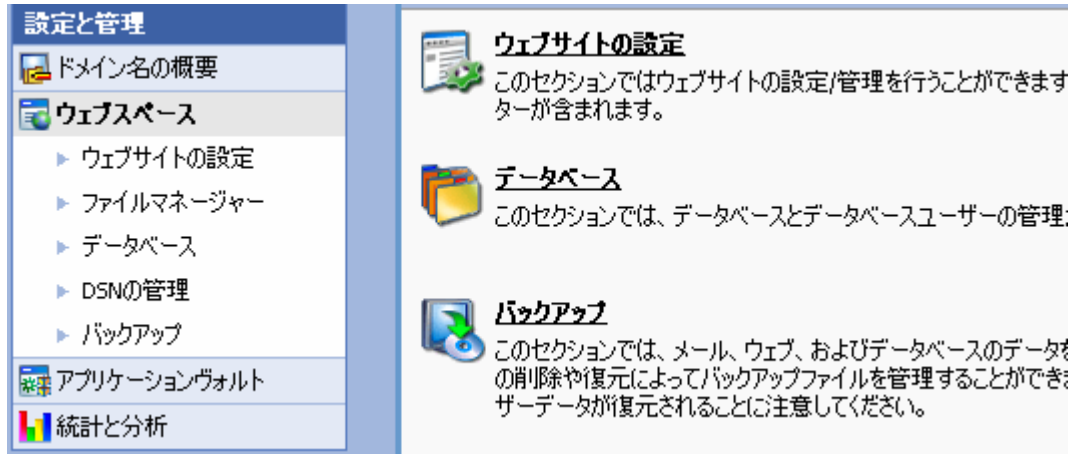 設定と管理
ドメイン名の概要
ウェブスペース
ウェブサイトの設定
ファイルマネージャー
データベース
DSNの管理
バックアップ
アプリケーションヴォルト
統計と分析
ウェブサイトの設定
このセクションではウェブサイトの設定/管理を行うことができます
ターが含まれます。
データベース
このセクションでは、データベースとデータベースユーザーの管理
バックアップ
このセクションでは、メール、ウェブ、およびデータベースのデータを
の削除や復元によってバックアップファイルを管理することができま
ザーデータが復元されることに注意してください。